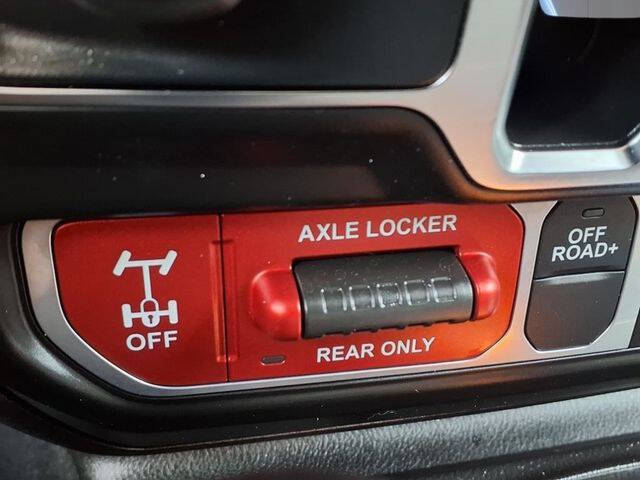 AXLE LOCKER
OFF
REAR ONLY
OFF
ROAD+